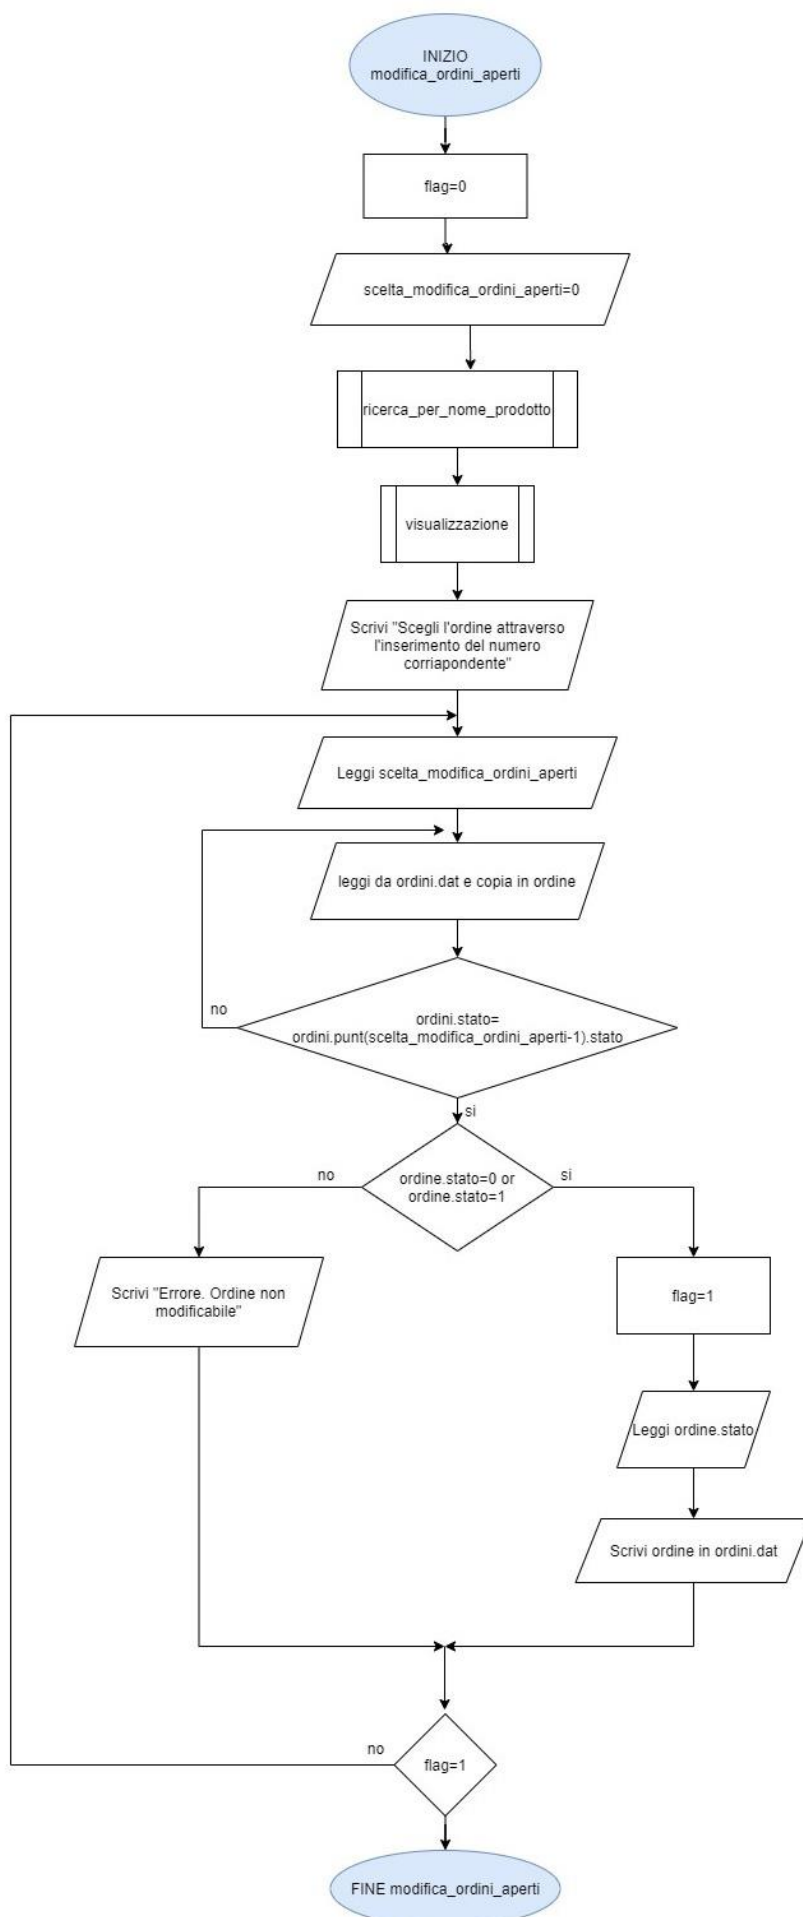 INIZIO
modifica_ordini_aperti
flag=0
scelta_modifica_ordini_aperti=0
ricerca_per_nome_prodotto
visualizzazione
Scrivi "Scegli l'ordine attraverso
l'inserimento del numero
corriapondente"
Leggi scelta_modifica_ordini_aperti
leggi da ordini.dat e copia in ordine
no
ordini.stato=
ordini.punt(scelta_modifica_ordini_aperti-1).stato
si
no
ordine.stato=0 or
ordine.stato=1
si
Scrivi "Errore. Ordine non
modificabile"
flag=1
Leggi ordine.stato
Scrivi ordine in ordini.dat
no
flag=1
FINE modifica_ordini_aperti